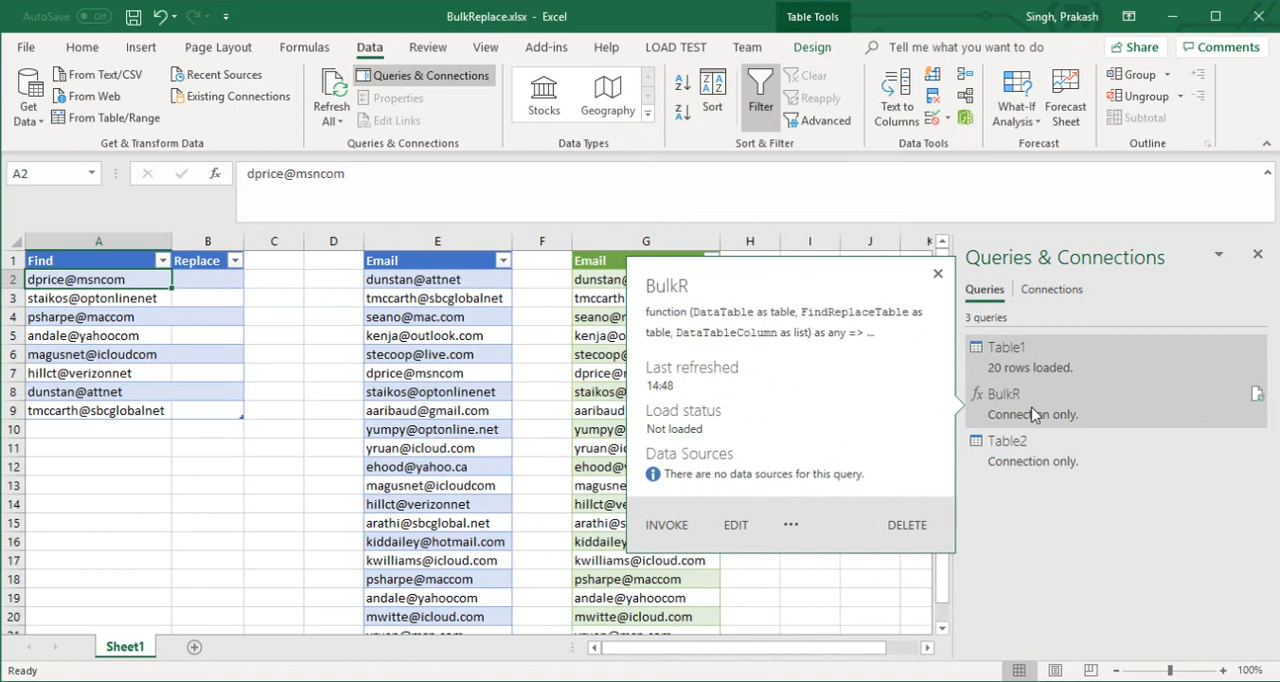 AutoSave Off
BulkReplace.xlsx - Excel
Table Tools
Singh, Prakash
File Home Insert Page Layout Formulas Data Review View Add-ins Help LOAD TEST Team Design Tell me what you want to do Share Comments
Get Data
From Text/CSV
From Web
From Table/Range
Recent Sources
Existing Connections
Get & Transform Data
Refresh All
Queries & Connections
Properties
Edit Links
Queries & Connections
Stocks
Geography
Data Types
Sort
Filter
Clear
Reapply
Advanced
Sort & Filter
Text to Columns
Data Tools
What-If Analysis
Forecast Sheet
Forecast
Group
Ungroup
Subtotal
Outline
A2 fx dprice@msncom
A B C D E F G H I J K
1 Find Replace Email Email
2 dprice@msncom dunstan@attnet
3 staikos@optonlinenet tmccarth@sbcglobalnet
4 psharpe@maccom seano@mac.com
5 andale@yahoocom kenja@outlook.com
6 magusnet@icloudcom stecoop@live.com
7 hillct@verizonnet dprice@msncom
8 dunstan@attnet staikos@optonlinenet
9 tmccarth@sbcglobalnet aaribaud@gmail.com
10 yumpy@optonline.net
11 yruan@icloud.com
12 ehood@yahoo.ca
13 magusnet@icloudcom
14 hillct@verizonnet
15 arathi@sbcglobal.net
16 kiddailey@hotmail.com
17 kwilliams@icloud.com kwilliams@icloud.com
18 psharpe@maccom psharpe@maccom
19 andale@yahoocom andale@yahoocom
20 mwitte@icloud.com mwitte@icloud.com
BulkR
function (DataTable as table, FindReplaceTable as
table, DataTableColumn as list) as any => ...
Last refreshed
14:48
Load status
Not loaded
Data Sources
There are no data sources for this query.
INVOKE EDIT ••• DELETE
Queries & Connections
Queries Connections
3 queries
Table1
20 rows loaded.
fx BulkR
Connection only.
Table2
Connection only.
Sheet1
Ready
100%